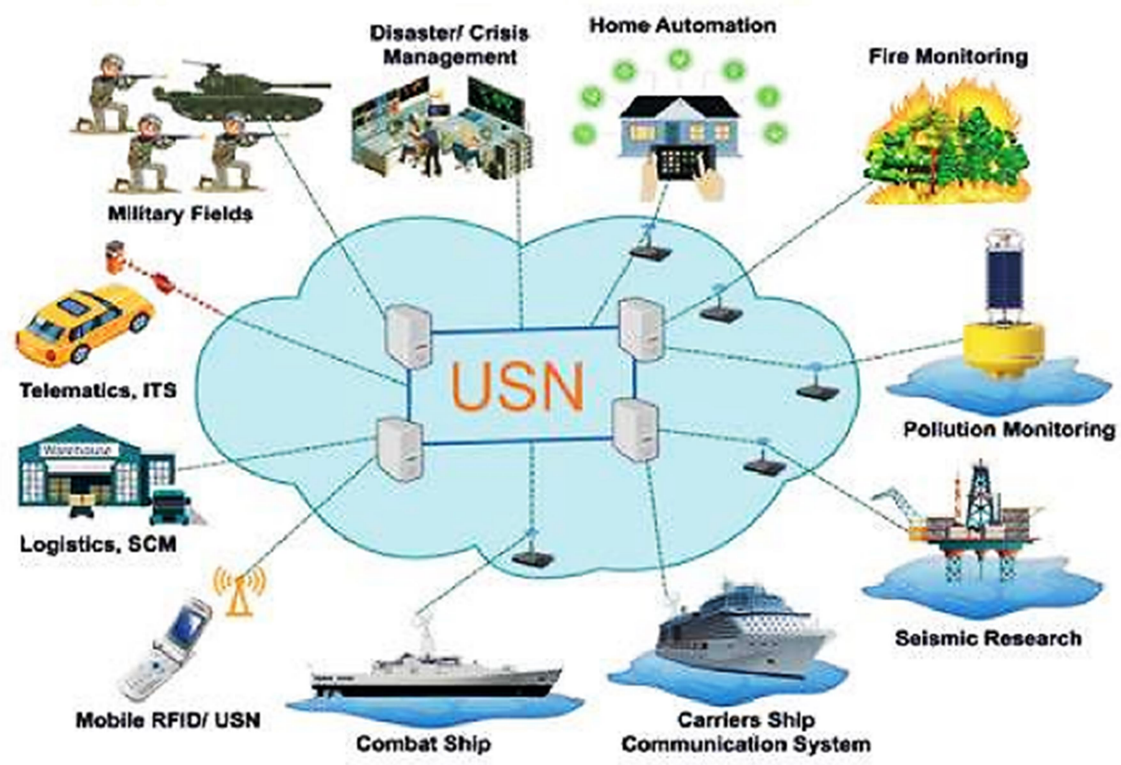 Disaster/ Crisis
Management
Home Automation
Fire Monitoring
Military Fields
Telematics, ITS
USN
Pollution Monitoring
Warehouse
Logistics, SCM
Seismic Research
Mobile RFID/ USN
Combat Ship
Carriers Ship
Communication System